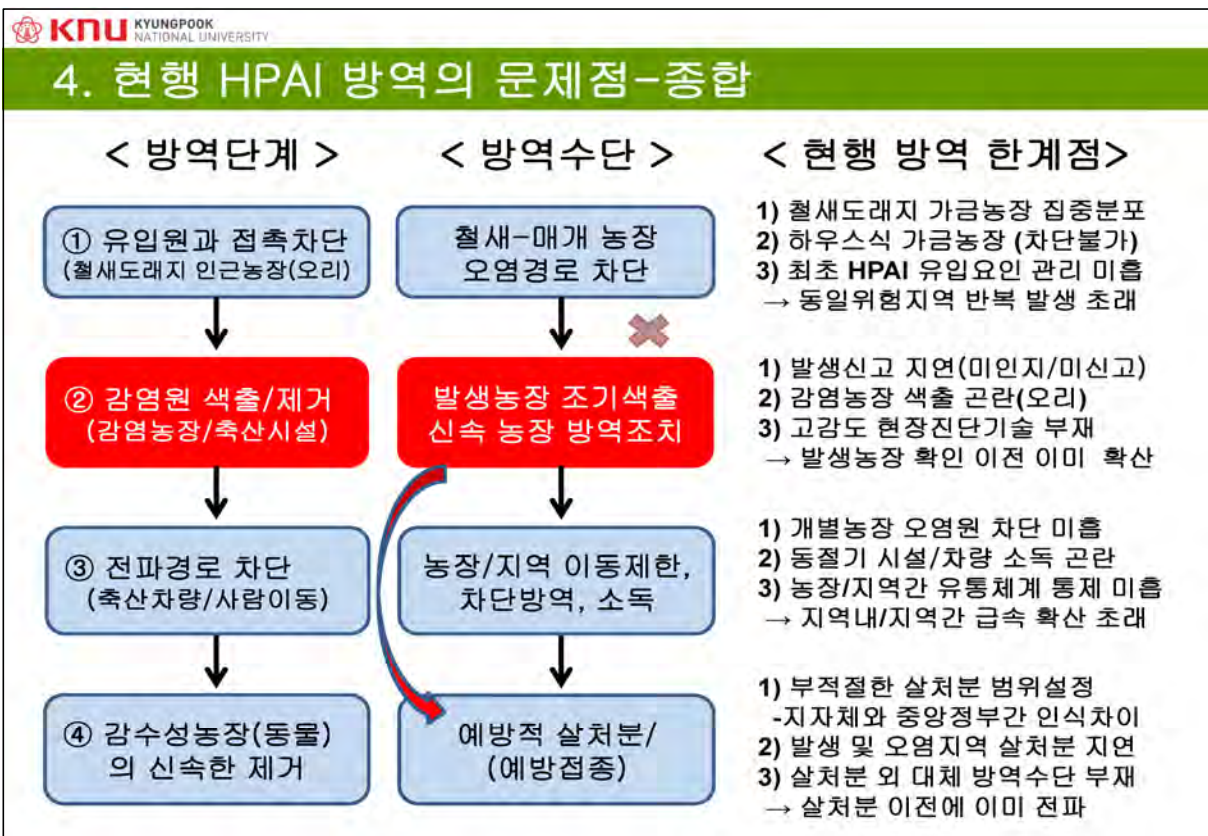 KNU KYUNGPOOK
NATIONAL UNIVERSITY
4. 현행 HPAI 방역의 문제점-종합
< 방역단계 >
< 방역수단 >
< 현행 방역 한계점>
① 유입원과 접촉차단
(철새도래지 인근농장(오리)
철새-매개 농장
오염경로 차단
1) 철새도래지 가금농장 집중분포
2) 하우스식 가금농장 (차단불가)
3) 최초 HPAI 유입요인 관리 미흡
→ 동일위험지역 반복 발생 초래
② 감염원 색출/제거
(감염농장/축산시설)
발생농장 조기색출
신속 농장 방역조치
1) 발생신고 지연(미인지/미신고)
2) 감염농장 색출 곤란(오리)
3) 고감도 현장진단기술 부재
→ 발생농장 확인 이전 이미 확산
③ 전파경로 차단
(축산차량/사람이동)
농장/지역 이동제한,
차단방역, 소독
1) 개별농장 오염원 차단 미흡
2) 동절기 시설/차량 소독 곤란
3) 농장/지역간 유통체계 통제 미흡
→ 지역내/지역간 급속 확산 초래
④ 감수성농장(동물)
의 신속한 제거
예방적 살처분/
(예방접종)
1) 부적절한 살처분 범위설정
-지자체와 중앙정부간 인식차이
2) 발생 및 오염지역 살처분 지연
3) 살처분 외 대체 방역수단 부재
→ 살처분 이전에 이미 전파